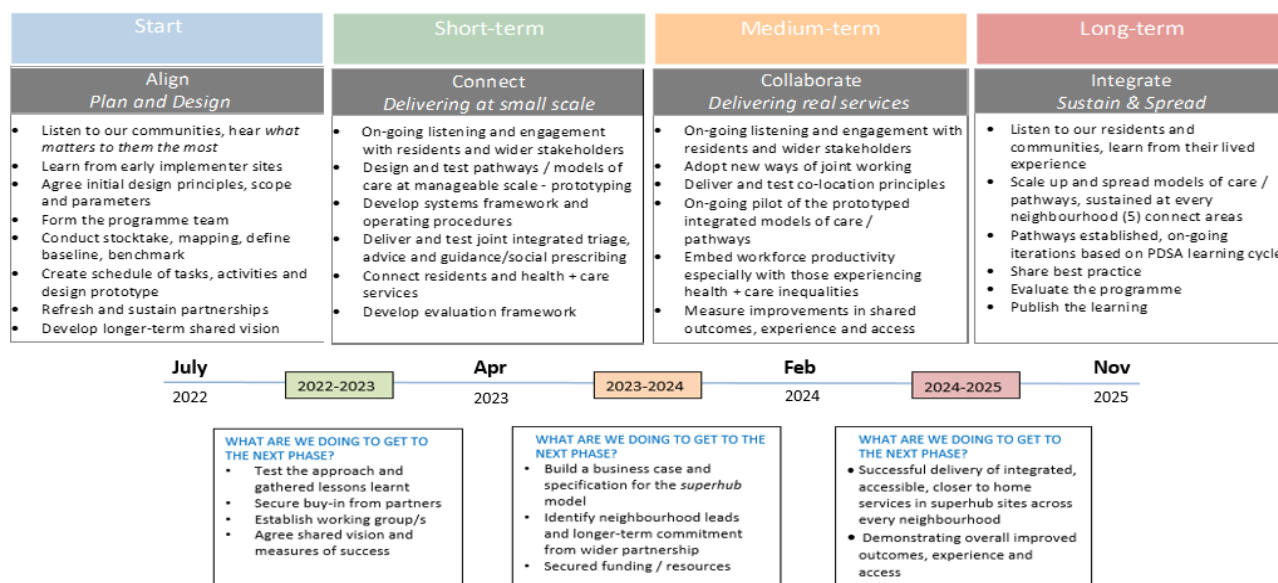 Start
Align
Plan and Design
• Listen to our communities, hear what
matters to them the most
• Learn from early implementer sites
• Agree initial design principles, scope
and parameters
• Form the programme team
• Conduct stocktake, mapping, define
baseline, benchmark
• Create schedule of tasks, activities and
design prototype
• Refresh and sustain partnerships
• Develop longer-term shared vision
Short-term
Connect
Delivering at small scale
• On-going listening and engagement
with residents and wider stakeholders
• Design and test pathways / models of
care at manageable scale - prototyping
• Develop systems framework and
operating procedures
• Deliver and test joint integrated triage,
advice and guidance/social prescribing
• Connect residents and health + care
services
• Develop evaluation framework
Medium-term
Collaborate
Delivering real services
• On-going listening and engagement with
residents and wider stakeholders
• Adopt new ways of joint working
• Deliver and test co-location principles
• On-going pilot of the prototyped
integrated models of care /
pathways
• Embed workforce productivity
especially with those experiencing
health + care inequalities
• Measure improvements in shared
outcomes, experience and access
Long-term
Integrate
Sustain & Spread
• Listen to our residents and
communities, learn from their lived
experience
• Scale up and spread models of care /
pathways, sustained at every
neighbourhood (5) connect areas
• Pathways established, on-going
iterations based on PDSA learning cycle
• Share best practice
• Evaluate the programme
• Publish the learning
July
2022
2022-2023
Apr
2023
2023-2024
Feb
2024
2024-2025
Nov
2025
WHAT ARE WE DOING TO GET TO
THE NEXT PHASE?
• Test the approach and
gathered lessons learnt
• Secure buy-in from partners
• Establish working group/s
• Agree shared vision and
measures of success
WHAT ARE WE DOING TO GET TO THE
NEXT PHASE?
• Build a business case and
specification for the superhub
model
• Identify neighbourhood leads
and longer-term commitment
from wider partnership
• Secured funding / resources
WHAT ARE WE DOING TO GET TO
THE NEXT PHASE?
• Successful delivery of integrated,
accessible, closer to home
services in superhub sites across
every neighbourhood
• Demonstrating overall improved
outcomes, experience and
access